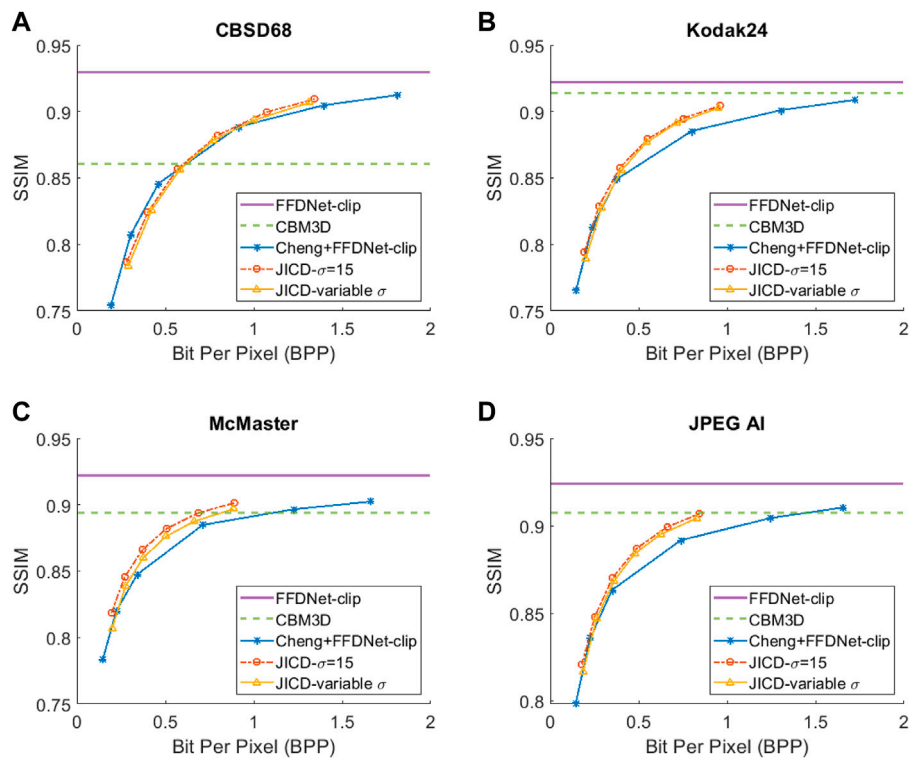 A
CBSD68
0.95
0.9
0.85
0.8
0.75
SSIM
FFDNet-clip
CBM3D
Cheng+FFDNet-clip
JICD-σ=15
JICD-variable σ
0
0.5
1
1.5
2
Bit Per Pixel (BPP)
B
Kodak24
0.95
0.9
0.85
0.8
0.75
SSIM
FFDNet-clip
CBM3D
Cheng+FFDNet-clip
JICD-σ=15
JICD-variable σ
0
0.5
1
1.5
2
Bit Per Pixel (BPP)
C
McMaster
0.95
0.9
0.85
0.8
0.75
SSIM
FFDNet-clip
CBM3D
Cheng+FFDNet-clip
JICD-σ=15
JICD-variable σ
0
0.5
1
1.5
2
Bit Per Pixel (BPP)
D
JPEG AI
0.95
0.9
0.85
0.8
SSIM
FFDNet-clip
CBM3D
Cheng+FFDNet-clip
JICD-σ=15
JICD-variable σ
0
0.5
1
1.5
2
Bit Per Pixel (BPP)